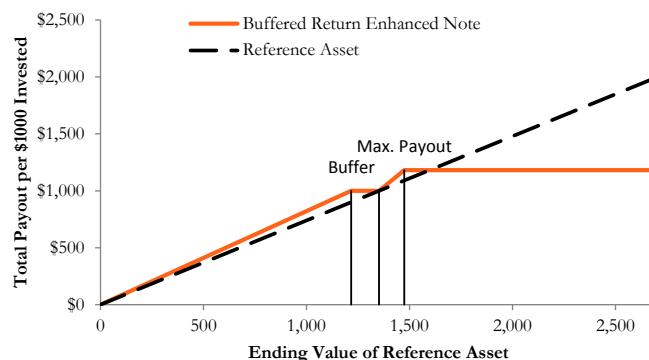 $2,500
Buffered Return Enhanced Note
Reference Asset
$2,000
$1,500
Max. Payout
Buffer
$1,000
$500
$0
0 500 1,000 1,500 2,000 2,500
Total Payout per $1000 Invested
Ending Value of Reference Asset